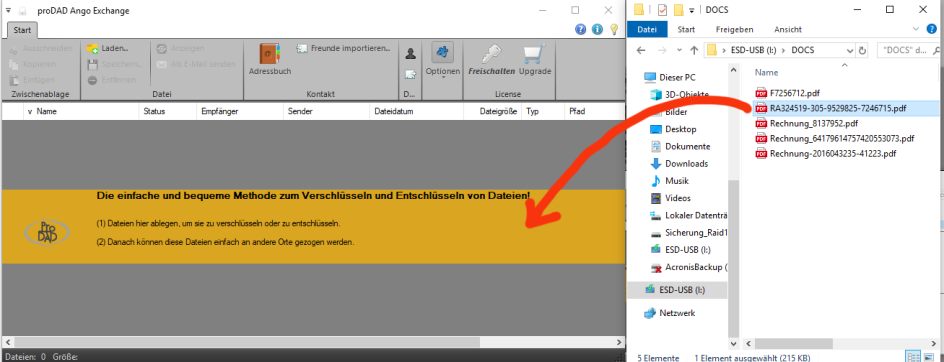 proDAD Ango Exchange
Start
Ausschneiden
Kopieren
Einfügen
Zwischenablage
Laden...
Speichern...
Entfernen
Anzeigen
Als E-Mail senden
Datei
Adressbuch
Freunde importieren...
Kontakt
D...
Optionen
Freischalten Upgrade
License
v Name Status Empfänger Sender Dateidatum Dateigröße Typ Pfad
Die einfache und bequeme Methode zum Verschlüsseln und Entschlüsseln von Dateien!
(1) Dateien hier ablegen, um sie zu verschlüsseln oder zu entschlüsseln.
(2) Danach können diese Dateien einfach an andere Orte gezogen werden.
ProDAD
Dateien: 0 Größe:
DOCS
Datei Start Freigeben Ansicht
ESD-USB (I:) › DOCS
"DOCS" d...
Dieser PC
3D-Objekte
Bilder
Desktop
Dokumente
Downloads
Musik
Videos
Lokaler Datenträ
Sicherung_Raid1
ESD-USB (I:)
AcronisBackup (
ESD-USB (I:)
Netzwerk
Name
F7256712.pdf
RA324519-305-9529825-7246715.pdf
Rechnung_8137952.pdf
Rechnung_64179614757420553073.pdf
Rechnung-2016043235-41223.pdf
5 Elemente 1 Element ausgewählt (215 KB)